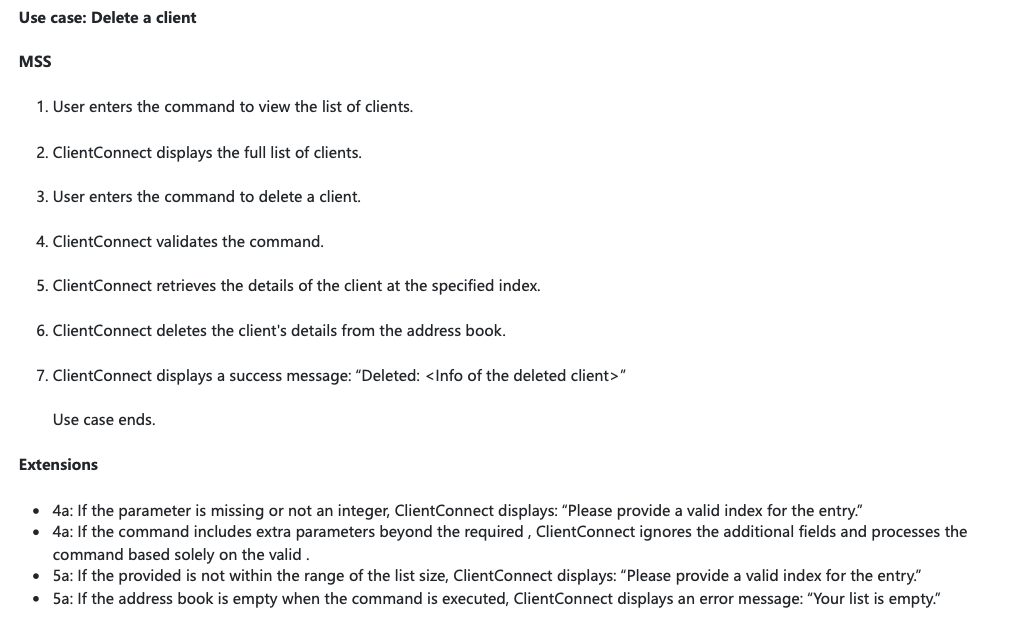 Use case: Delete a client
MSS
1. User enters the command to view the list of clients.
2. ClientConnect displays the full list of clients.
3. User enters the command to delete a client.
4. ClientConnect validates the command.
5. ClientConnect retrieves the details of the client at the specified index.
6. ClientConnect deletes the client's details from the address book.
7. ClientConnect displays a success message: “Deleted: <Info of the deleted client>”
Use case ends.
Extensions
• 4a: If the parameter is missing or not an integer, ClientConnect displays: “Please provide a valid index for the entry.”
• 4a: If the command includes extra parameters beyond the required , ClientConnect ignores the additional fields and processes the
command based solely on the valid .
• 5a: If the provided is not within the range of the list size, ClientConnect displays: “Please provide a valid index for the entry.”
• 5a: If the address book is empty when the command is executed, ClientConnect displays an error message: “Your list is empty.”